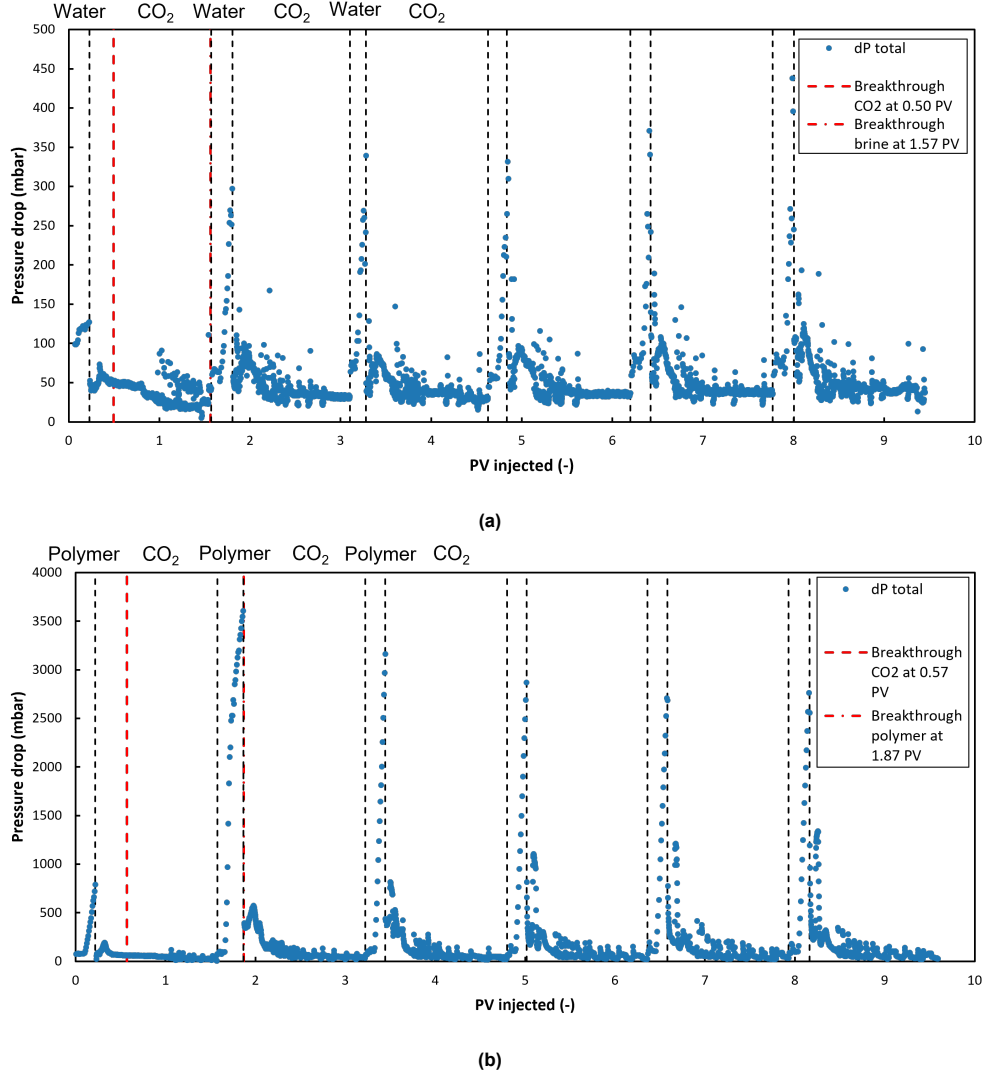 Water CO2 Water CO2 Water CO2
500
450
400
350
300
250
200
150
100
50
0
Pressure drop (mbar)
dP total
Breakthrough
CO2 at 0.50 PV
Breakthrough
brine at 1.57 PV
0 1 2 3 4 5 6 7 8 9 10
PV injected (-)
(a)
Polymer CO2 Polymer CO2 Polymer CO2
4000
3500
3000
2500
2000
1500
1000
500
0
Pressure drop (mbar)
dP total
Breakthrough
CO2 at 0.57
PV
Breakthrough
polymer at
1.87 PV
0 1 2 3 4 5 6 7 8 9 10
PV injected (-)
(b)